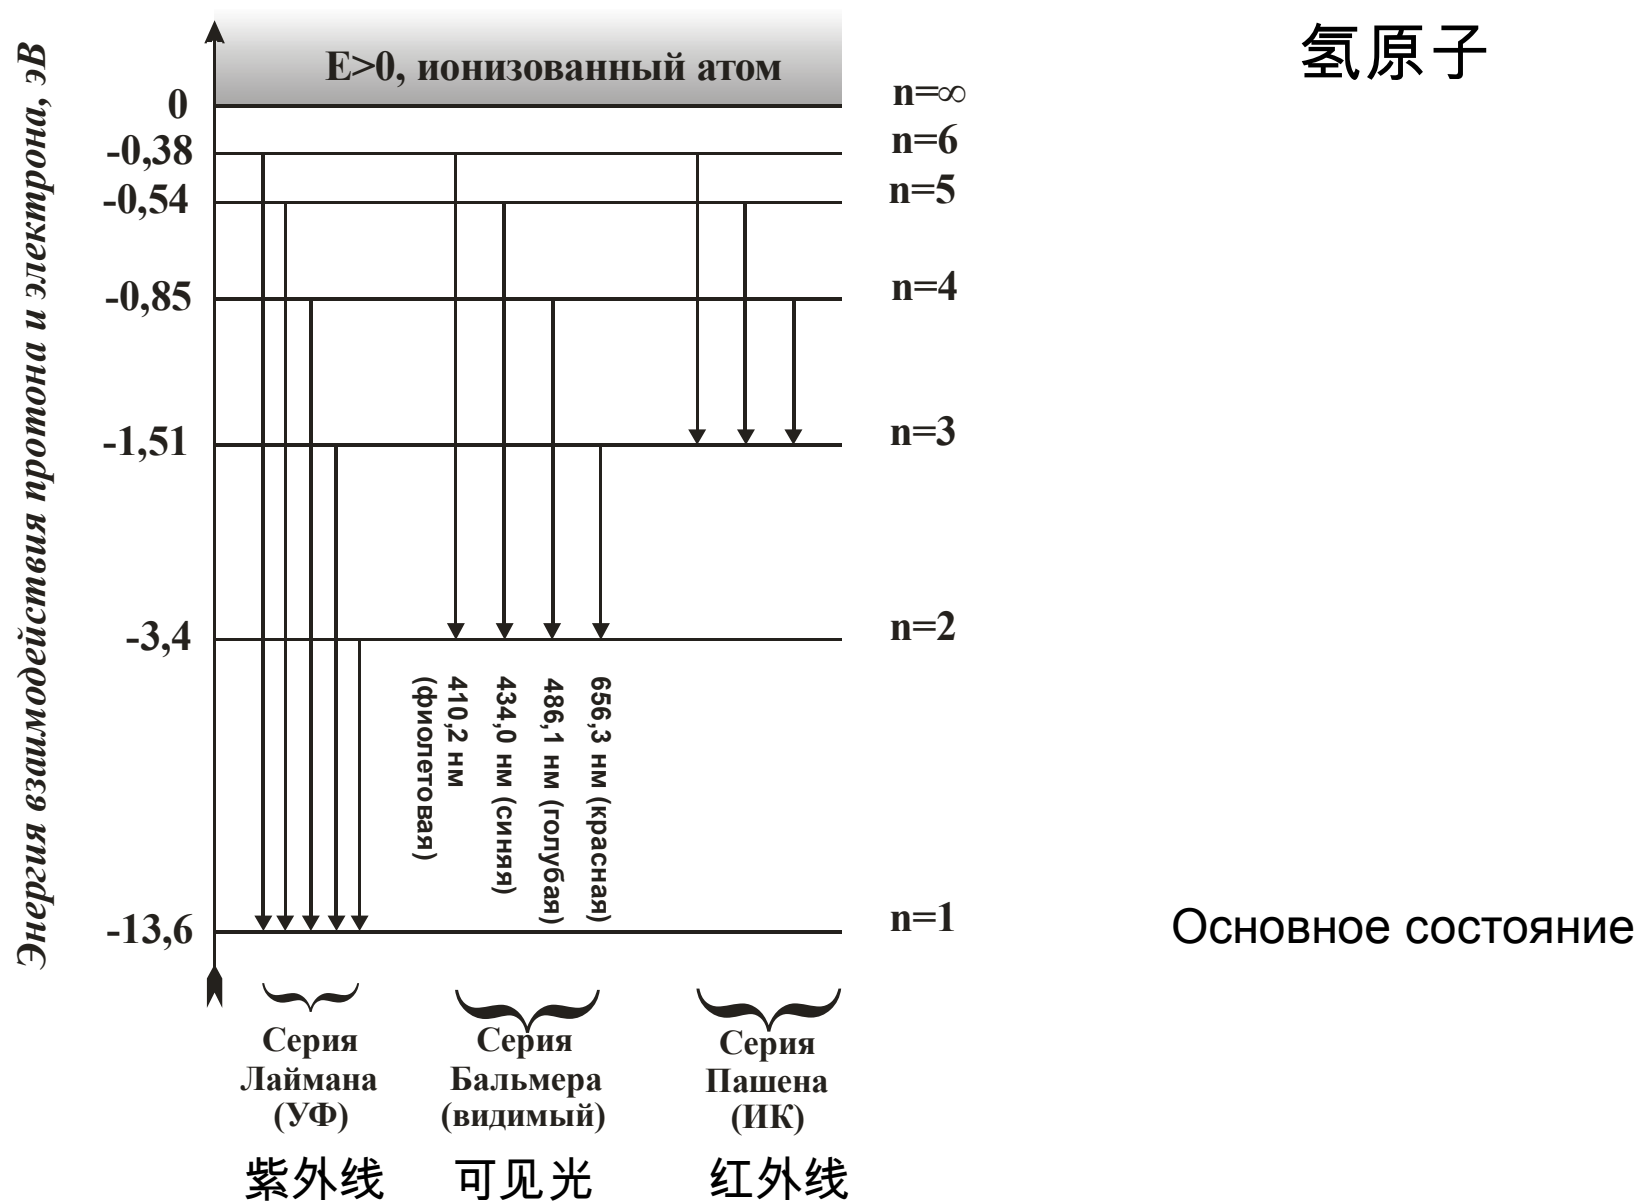 氢原子
Энергия взаимодействия протона и электрона, эВ
E>0, ионизованный атом
0
n=∞
-0,38
n=6
-0,54
n=5
-0,85
n=4
-1,51
n=3
-3,4
n=2
410,2 нм
(фиолетовая)
434,0 нм (синяя)
486,1 нм (голубая)
656,3 нм (красная)
-13,6
n=1
Основное состояние
Серия
Лаймана
(УФ)
紫外线
Серия
Бальмера
(видимый)
可见光
Серия
Пашена
(ИК)
红外线